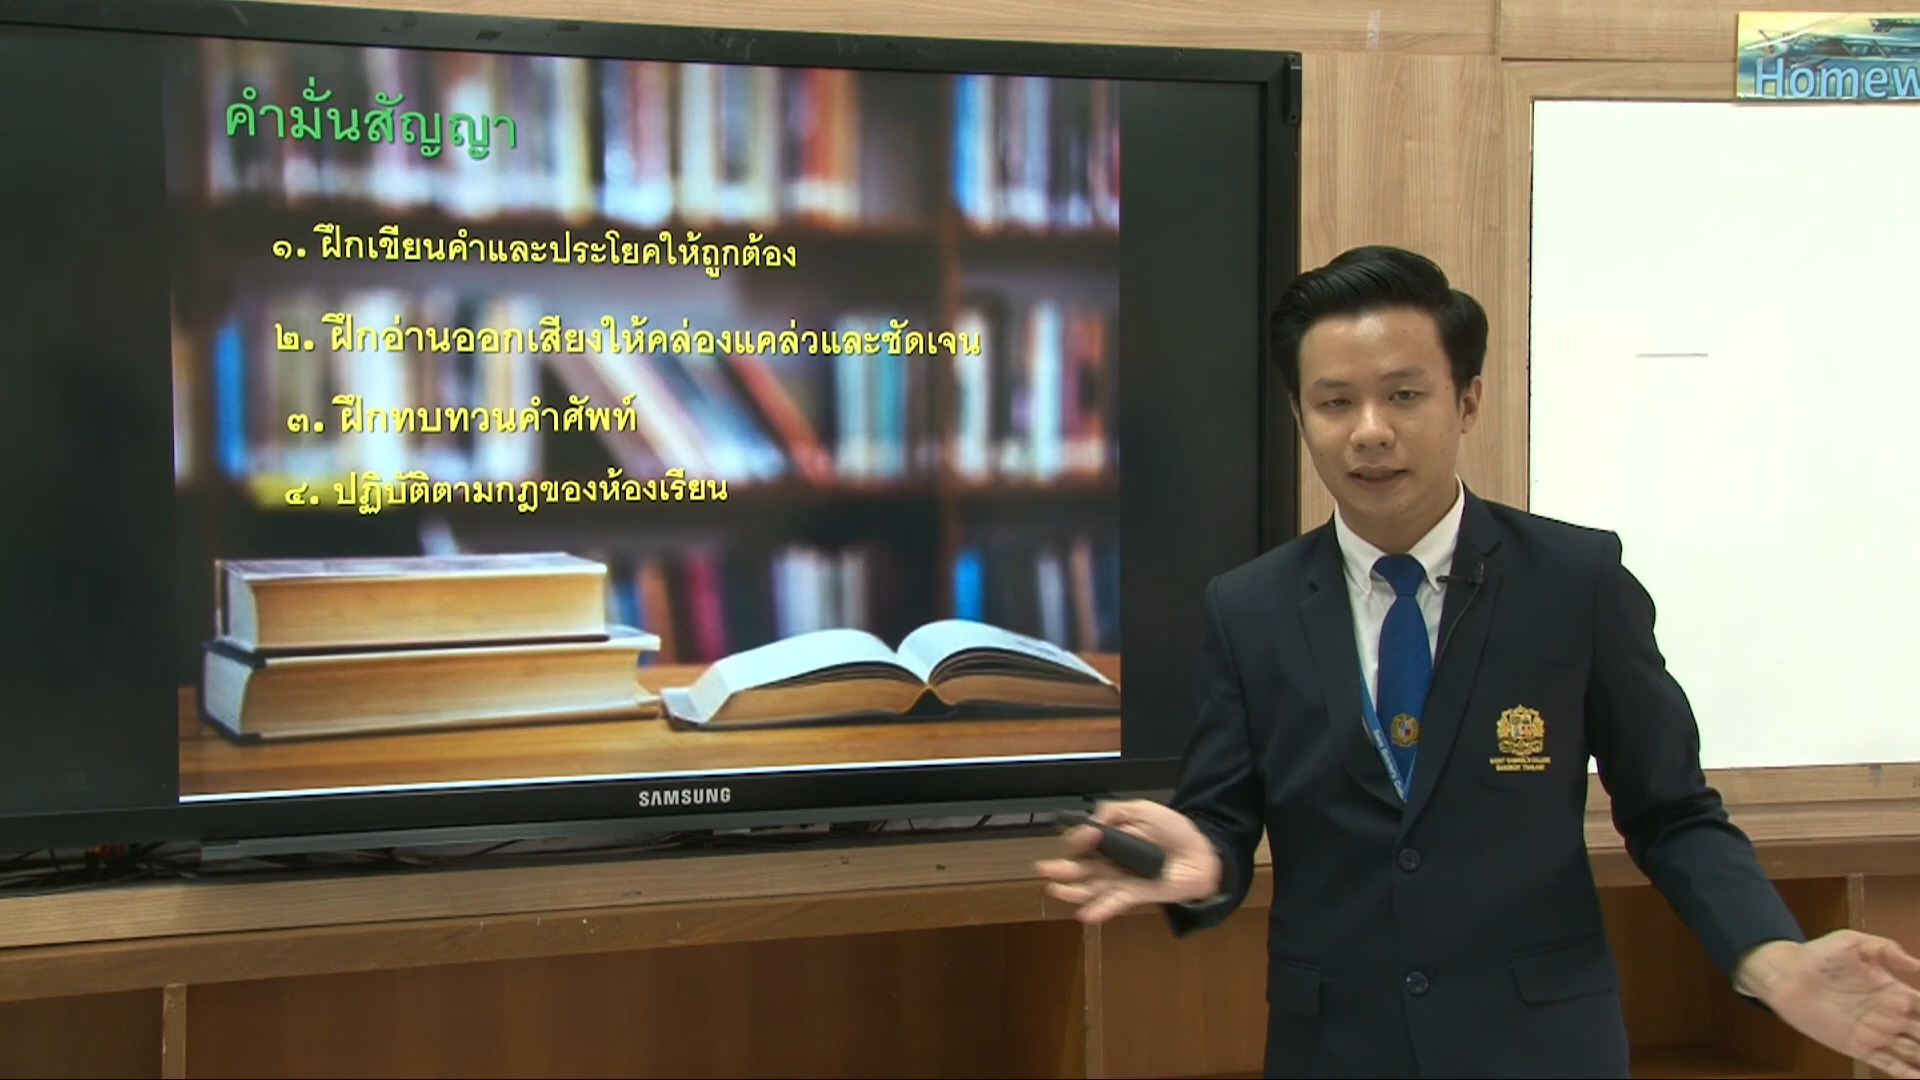 คำมั่นสัญญา
๑. ฝึกเขียนคำและประโยคให้ถูกต้อง
๒. ฝึกอ่านออกเสียงให้คล่องแคล่วและชัดเจน
๓. ฝึกทบทวนคำศัพท์
๔. ปฏิบัติตามกฎของห้องเรียน
SAMSUNG
Homew
SAINT GABRIEL'S COLLEGE
BANGKOK THAILAND